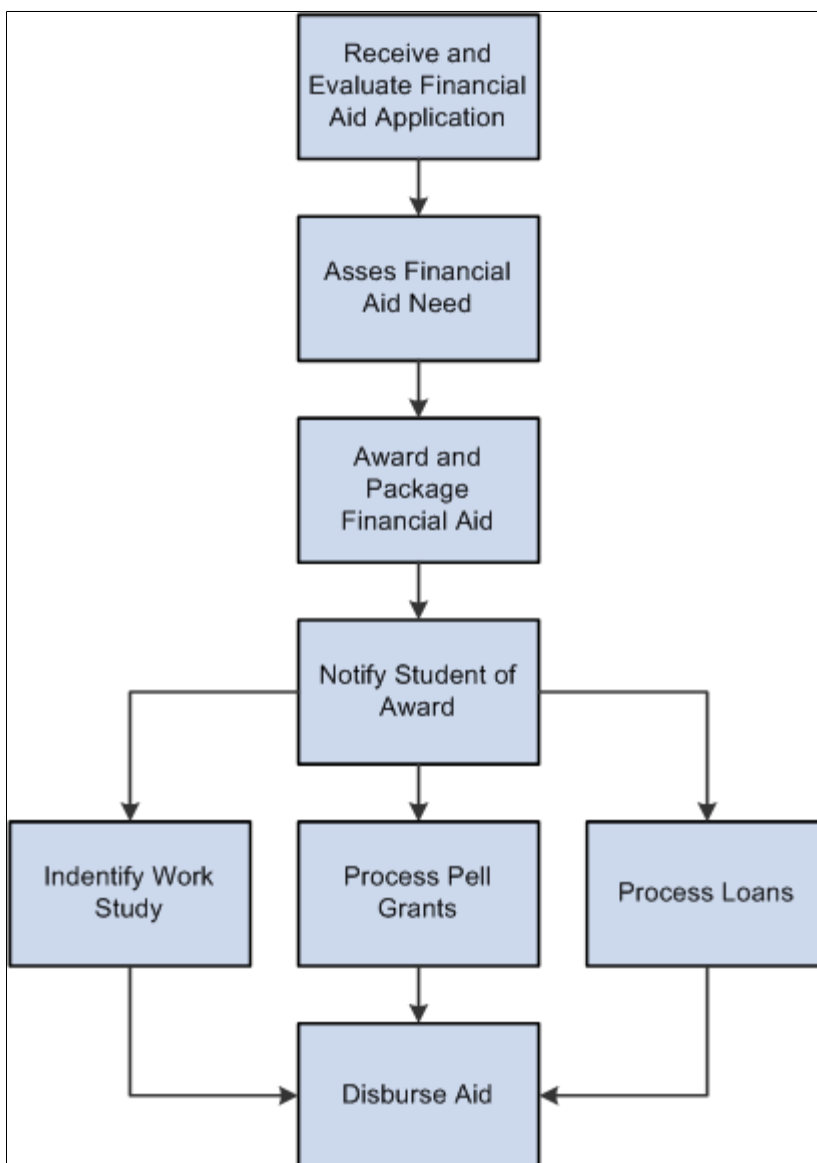 Receive and
Evaluate Financial
Aid Application
Asses Financial
Aid Need
Award and
Package
Financial Aid
Notify Student of
Award
Indentify Work
Study
Process Pell
Grants
Process Loans
Disburse Aid